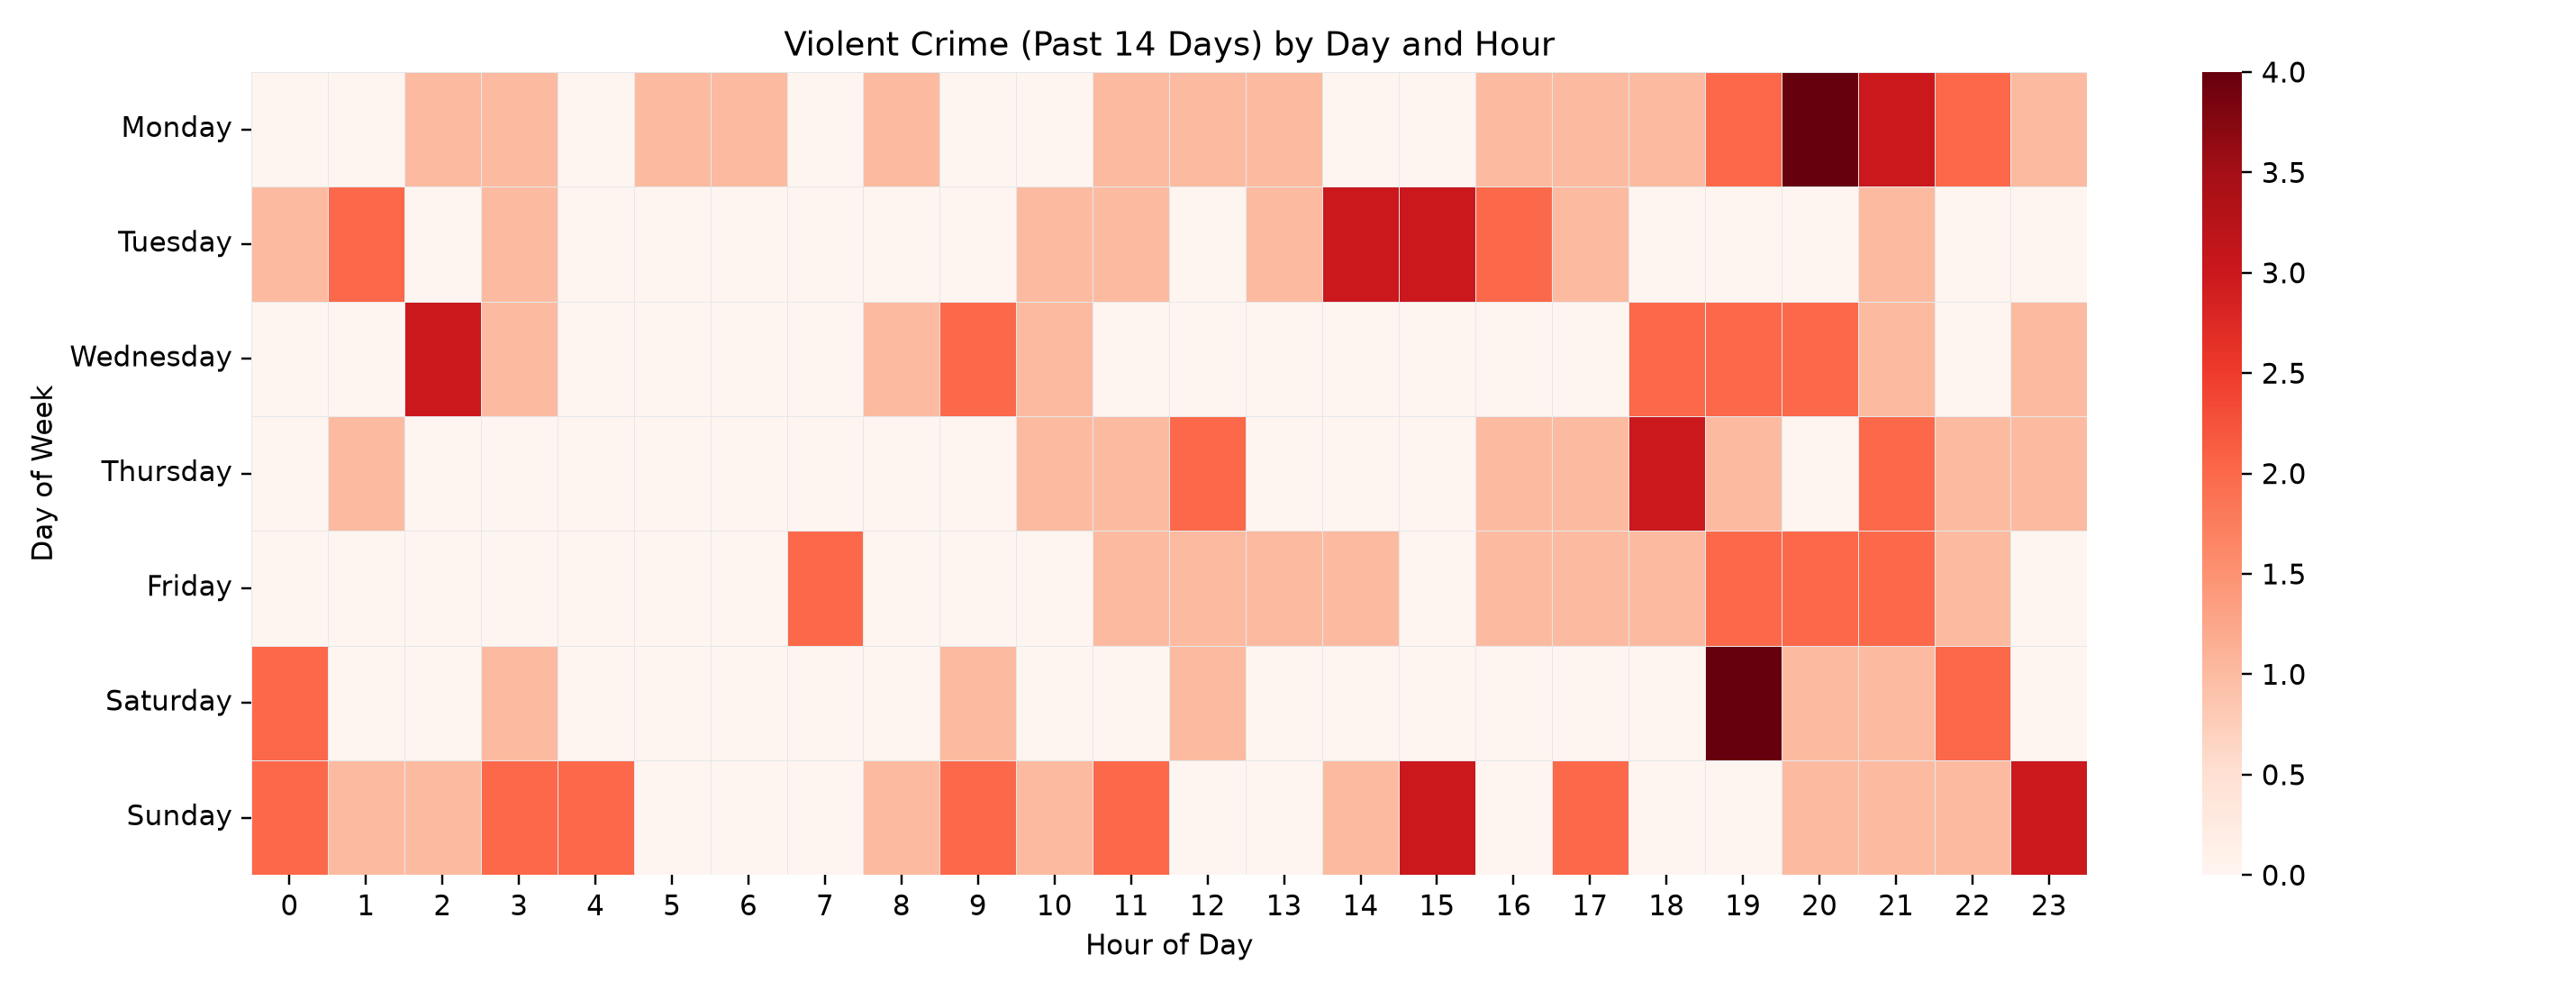 Violent Crime (Past 14 Days) by Day and Hour
Day of Week
Monday
Tuesday
Wednesday
Thursday
Friday
Saturday
Sunday
0 1 2 3 4 5 6 7 8 9 10 11 12 13 14 15 16 17 18 19 20 21 22 23
Hour of Day
4.0
3.5
3.0
2.5
2.0
1.5
1.0
0.5
0.0